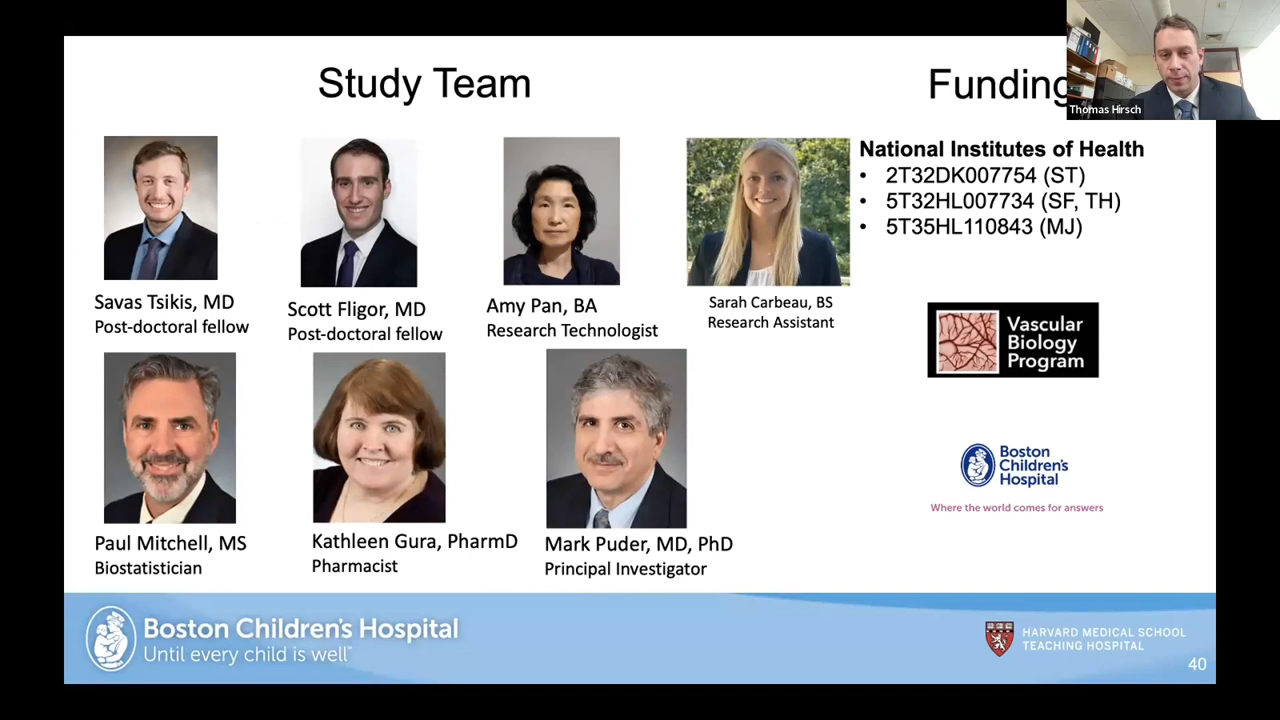 Study Team
Funding
Thomas Hirsch
National Institutes of Health
• 2T32DK007754 (ST)
• 5T32HL007734 (SF, TH)
• 5T35HL110843 (MJ)
Savas Tsikis, MD
Post-doctoral fellow
Scott Fligor, MD
Post-doctoral fellow
Amy Pan, BA
Research Technologist
Sarah Carbeau, BS
Research Assistant
Vascular
Biology
Program
Boston
Children's
Hospital
Where the world comes for answers
Paul Mitchell, MS
Biostatistician
Kathleen Gura, PharmD
Pharmacist
Mark Puder, MD, PhD
Principal Investigator
Boston Children's Hospital
Until every child is well™
HARVARD MEDICAL SCHOOL
TEACHING HOSPITAL
40